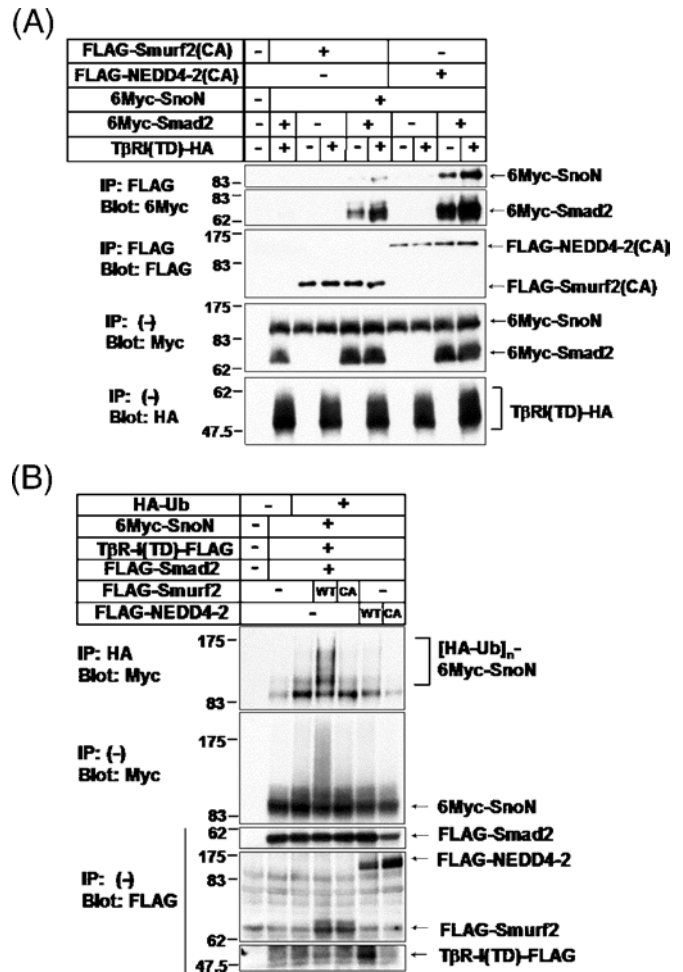 (A)
FLAG-Smurf2(CA) - + -
FLAG-NEDD4-2(CA) - - +
6Myc-SnoN - +
6Myc-Smad2 - + - + - +
TβRI(TD)-HA - + - + - + - + - +
IP: FLAG
Blot: 6Myc
83
83
62
←6Myc-SnoN
←6Myc-Smad2
IP: FLAG
Blot: FLAG
175
83
←FLAG-NEDD4-2(CA)
←FLAG-Smurf2(CA)
IP: (-)
Blot: Myc
175
83
62
←6Myc-SnoN
←6Myc-Smad2
IP: (-)
Blot: HA
62
47.5
TβRI(TD)-HA
(B)
HA-Ub - +
6Myc-SnoN - +
TβR-I(TD)-FLAG - +
FLAG-Smad2 - +
FLAG-Smurf2 - WT CA -
FLAG-NEDD4-2 - WT CA
IP: HA
Blot: Myc
175
83
[HA-Ub]n-
6Myc-SnoN
IP: (-)
Blot: Myc
175
83
← 6Myc-SnoN
IP: (-)
Blot: FLAG
62
175
83
62
47.5
← FLAG-Smad2
← FLAG-NEDD4-2
← FLAG-Smurf2
← TβR-I(TD)-FLAG